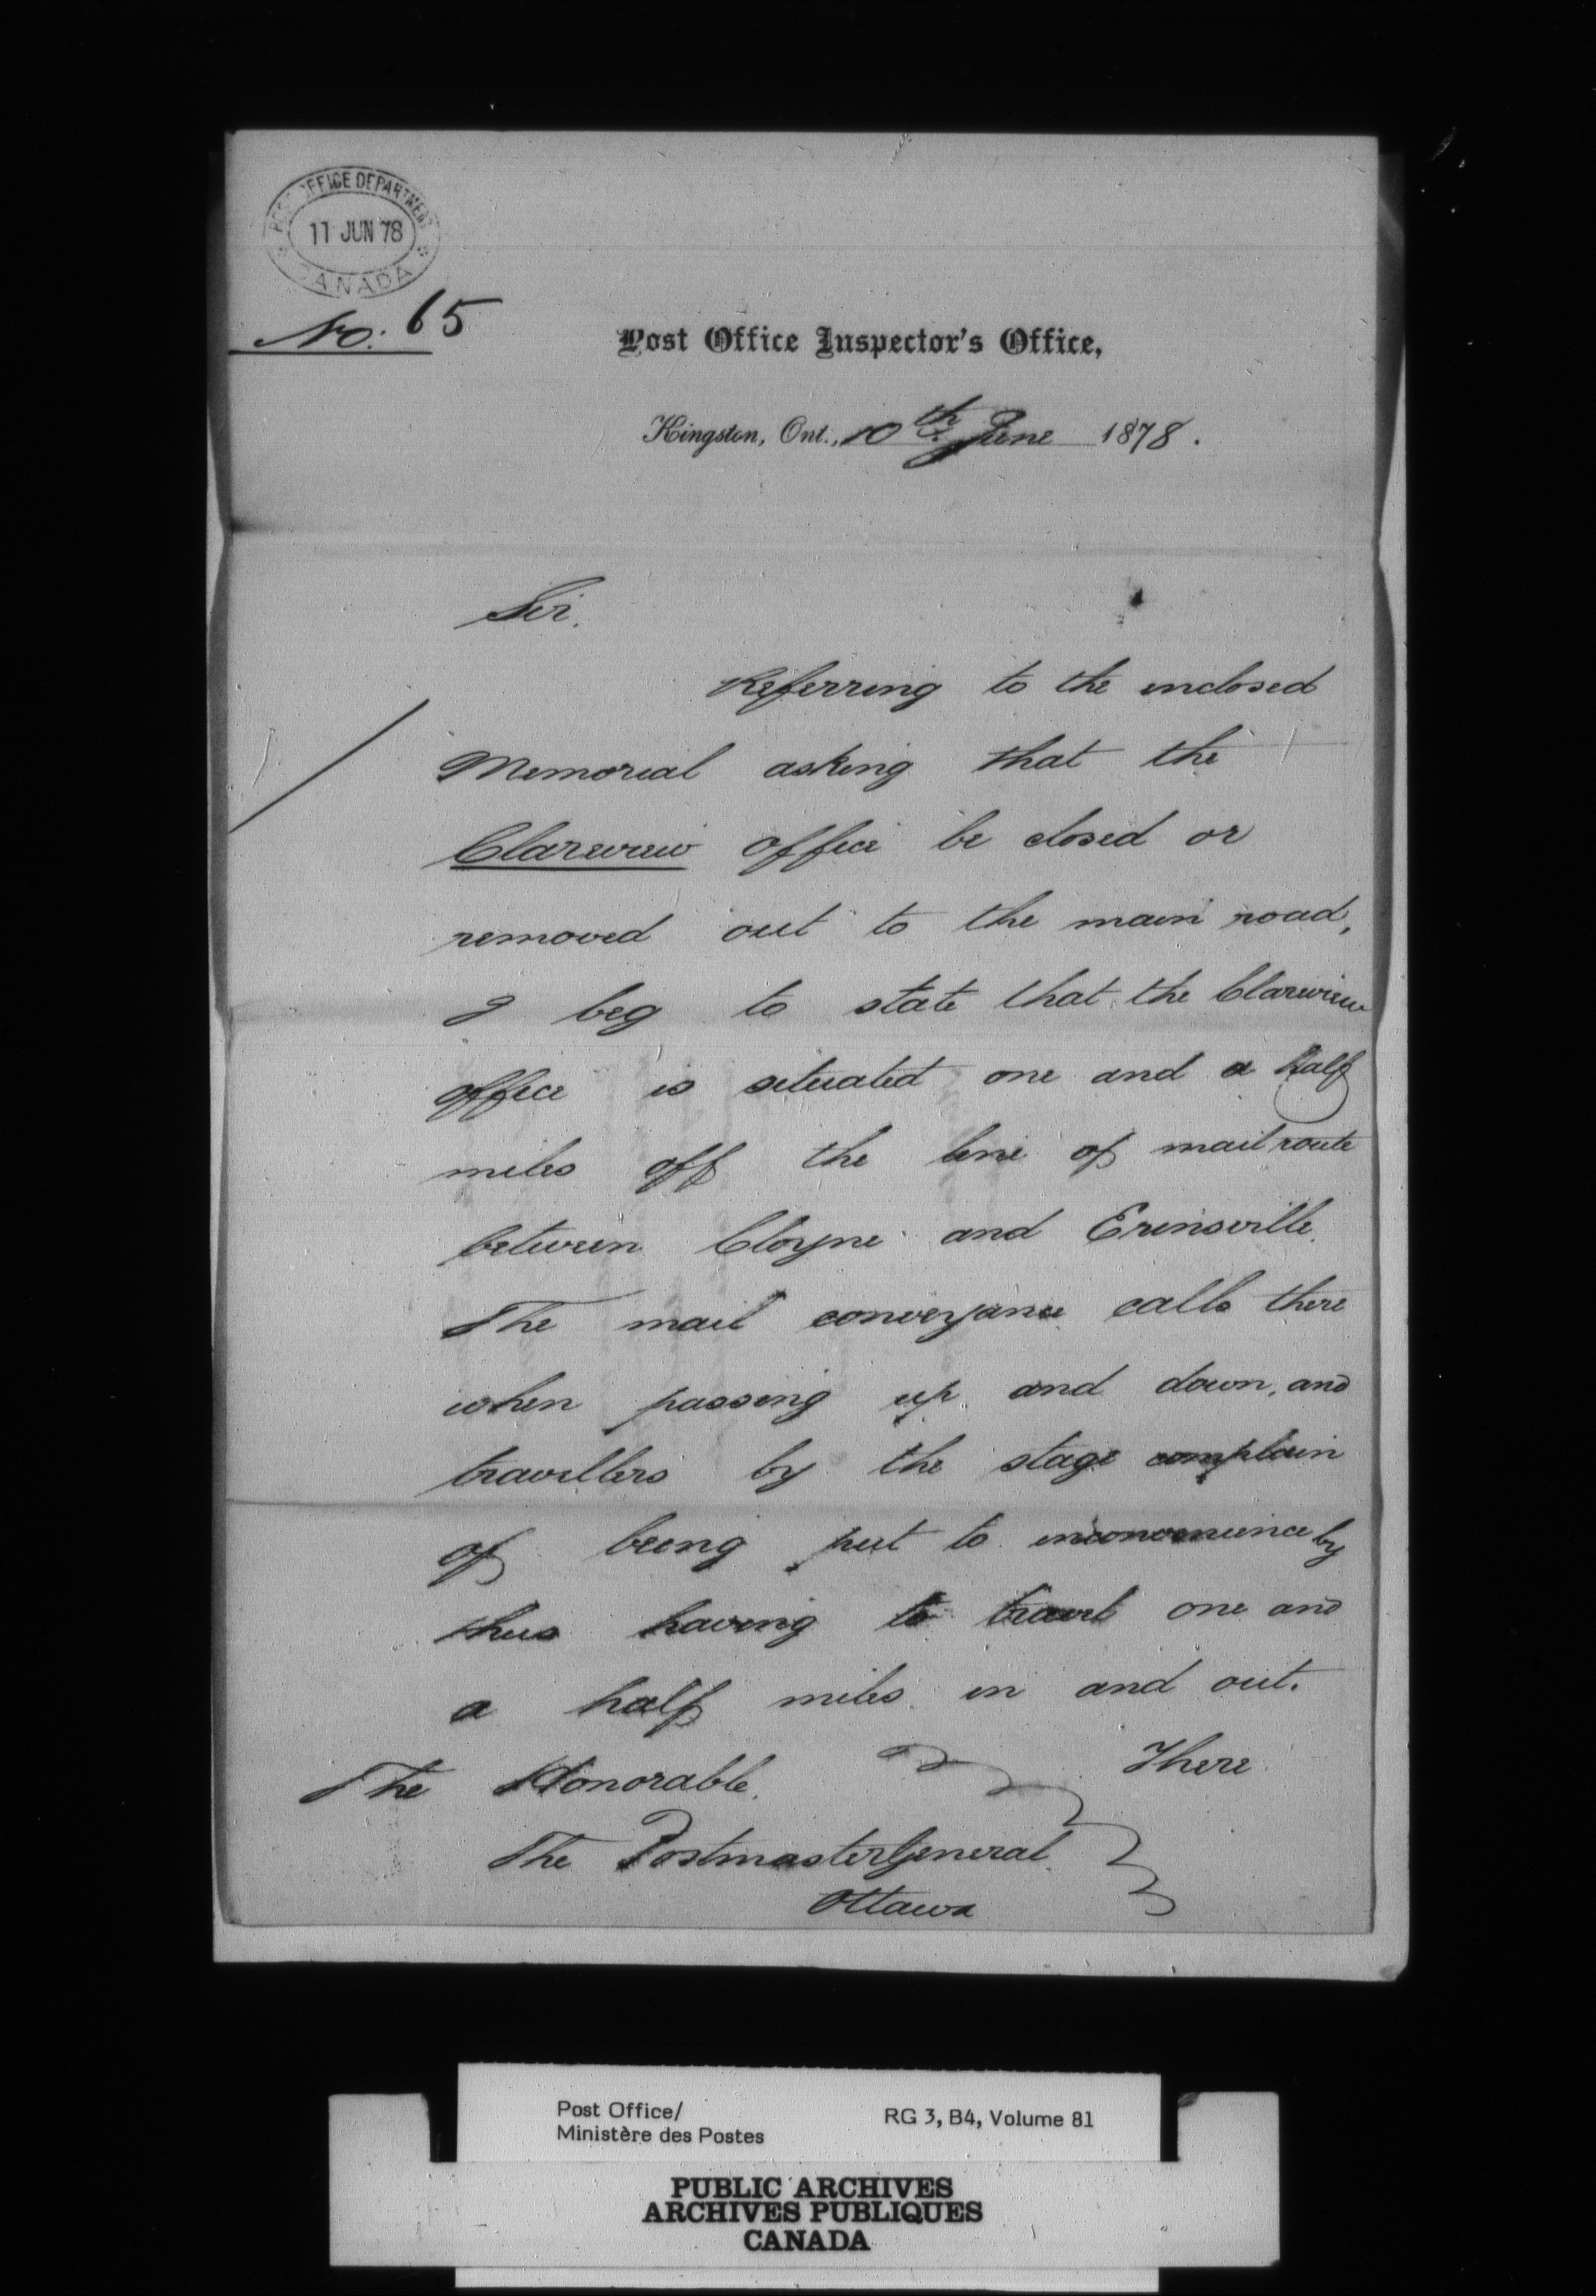 POST OFFICE DEPARTMENT
11 JUN 78
CANADA
No. 65
Post Office Inspector's Office,
Kingston, Ont., 10th June 1878.
Sir.
Referring to the enclosed
Memorial asking that the
Clareview office be closed or
removed out to the main road,
I beg to state that the Clareview
office is situated one and a half
miles off the line of mail route
between Cloyne and Erinsville.
The mail conveyance calls there
when passing up and down, and
travellers by the stage complain
of being put to inconvenience by
thus having to travel one and
a half miles in and out.
There
The Honorable.
The Postmaster General
Ottawa
Post Office/
Ministère des Postes
RG 3, B4, Volume 81
PUBLIC ARCHIVES
ARCHIVES PUBLIQUES
CANADA